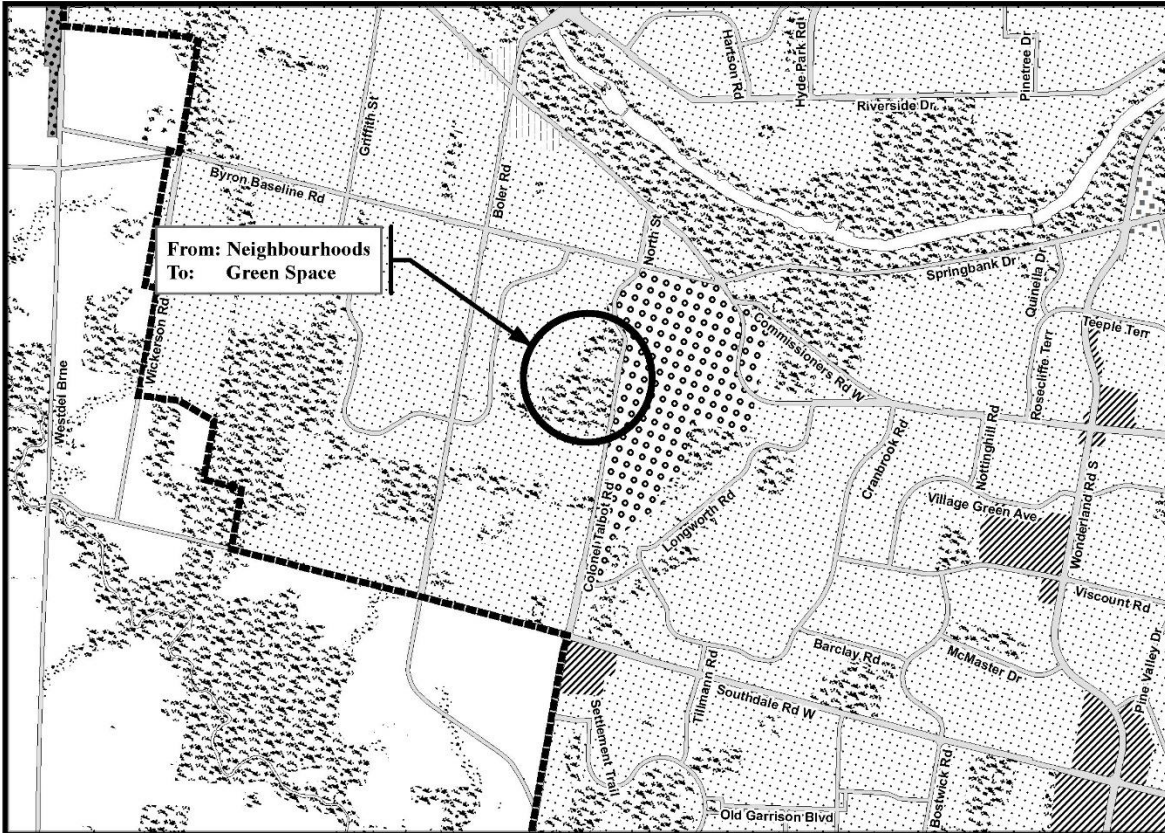 Hartson Rd
Hyde Park Rd
Pinetree Dr
Riverside Dr
Griffith St
Byron Baseline Rd
Boler Rd
North St
From: Neighbourhoods
To: Green Space
Springbank Dr
Quinella Dr
Teeple Terr
Wickerson Rd
Commissioners Rd W
Rosecliffe Terr
Westdel Brne
Cranbrook Rd
Nottinghill Rd
Wonderland Rd S
Village Green Ave
Colonel Talbot Rd
Longworth Rd
Viscount Rd
Barclay Rd
McMaster Dr
Pine Valley Dr
Tillmann Rd
Southdale Rd W
Settlement Trail
Bostwick Rd
Old Garrison Blvd